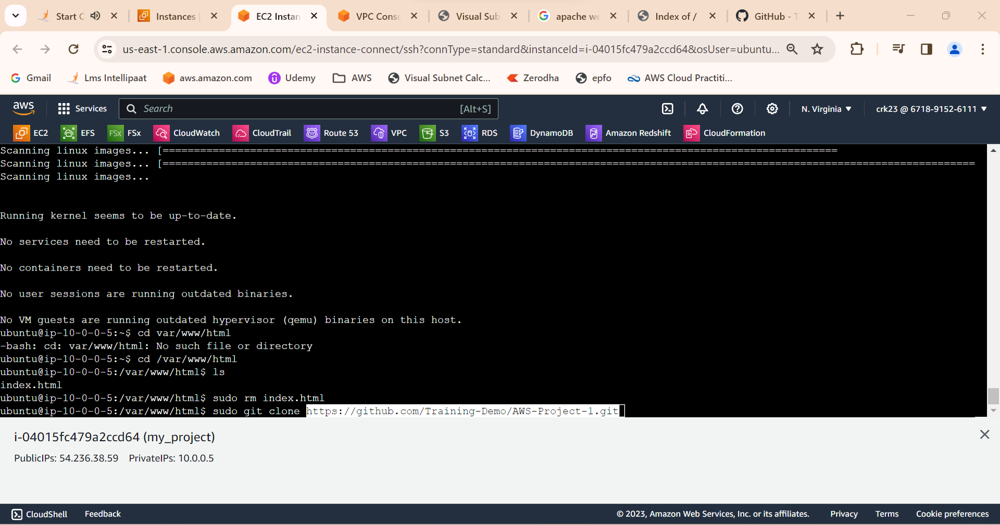 Start C
Instances
EC2 Instan
VPC Conso
Visual Sub
apache we
Index of /
GitHub - T
us-east-1.console.aws.amazon.com/ec2-instance-connect/ssh?connType=standard&instanceId=i-04015fc479a2ccd64&osUser=ubuntu...
Gmail
Lms Intellipaat
aws.amazon.com
Udemy
AWS
Visual Subnet Calc...
Zerodha
epfo
AWS Cloud Practiti...
aws
Services
Search
[Alt+S]
N. Virginia
crk23 @ 6718-9152-6111
EC2
EFS
FSx FSx
CloudWatch
CloudTrail
53 Route 53
VPC
S3
RDS
DynamoDB
Amazon Redshift
CloudFormation
Scanning linux images... [============================================================================================================
Scanning linux images... [==================================================================================================================================
Scanning linux images...
Running kernel seems to be up-to-date.
No services need to be restarted.
No containers need to be restarted.
No user sessions are running outdated binaries.
No VM guests are running outdated hypervisor (qemu) binaries on this host.
ubuntu@ip-10-0-0-5:~$ cd var/www/html
-bash: cd: var/www/html: No such file or directory
ubuntu@ip-10-0-0-5:~$ cd /var/www/html
ubuntu@ip-10-0-0-5:/var/www/html$ ls
index.html
ubuntu@ip-10-0-0-5:/var/www/html$ sudo rm index.html
ubuntu@ip-10-0-0-5:/var/www/html$ sudo git clone https://github.com/Training-Demo/AWS-Project-1.git
i-04015fc479a2ccd64 (my_project)
PublicIPs: 54.236.38.59 PrivateIPs: 10.0.0.5
CloudShell
Feedback
© 2023, Amazon Web Services, Inc. or its affiliates.
Privacy
Terms
Cookie preferences